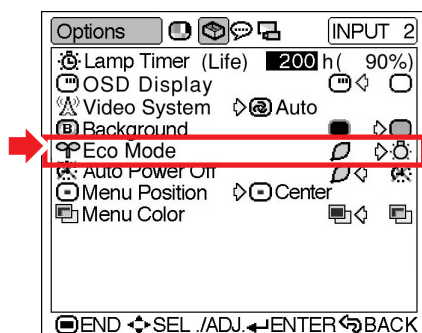 Options INPUT 2
Lamp Timer (Life) 200 h( 90%)
OSD Display
Video System Auto
B Background
Eco Mode
Auto Power Off
Menu Position Center
Menu Color
END SEL ./ADJ. ENTER BACK